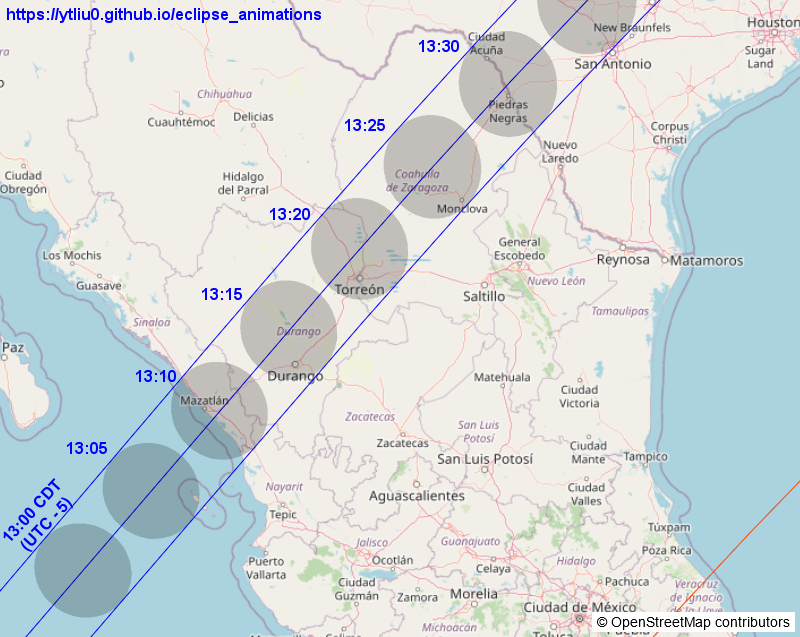 https://ytliu0.github.io/eclipse_animations
13:30
Ciudad
Acuña
New Braunfels
Houston
San Antonio
Sugar
Land
Chihuahua
Cuauhtémoc
Delicias
13:25
Piedras
Negras
Corpus
Christi
Nuevo
Laredo
Ciudad
Obregón
Hidalgo
del Parral
Coahuila
de Zaragoza
Monclova
13:20
Los Mochis
Guasave
General
Escobedo
Reynosa
Matamoros
Torreón
Saltillo
Nuevo León
13:15
Sinaloa
Durango
Tamaulipas
Paz
13:10
Durango
Matehuala
Ciudad
Victoria
Mazatlán
Zacatecas
Zacatecas
San Luis
Potosí
13:05
Ciudad
Mante
Tampico
San Luis Potosí
13:00 CDT
(UTC - 5)
Nayarit
Tepic
Aguascalientes
Ciudad
Valles
Túxpam
Poza Rica
Jalisco
Guanajuato
Puerto
Vallarta
Ocotlán
Celaya
Hidalgo
Pachuca
Ciudad
Guzmán
Zamora
Morelia
Veracruz
de Ignacio
de la Llave
Ciudad de México
Toluca
Puebla
© OpenStreetMap contributors